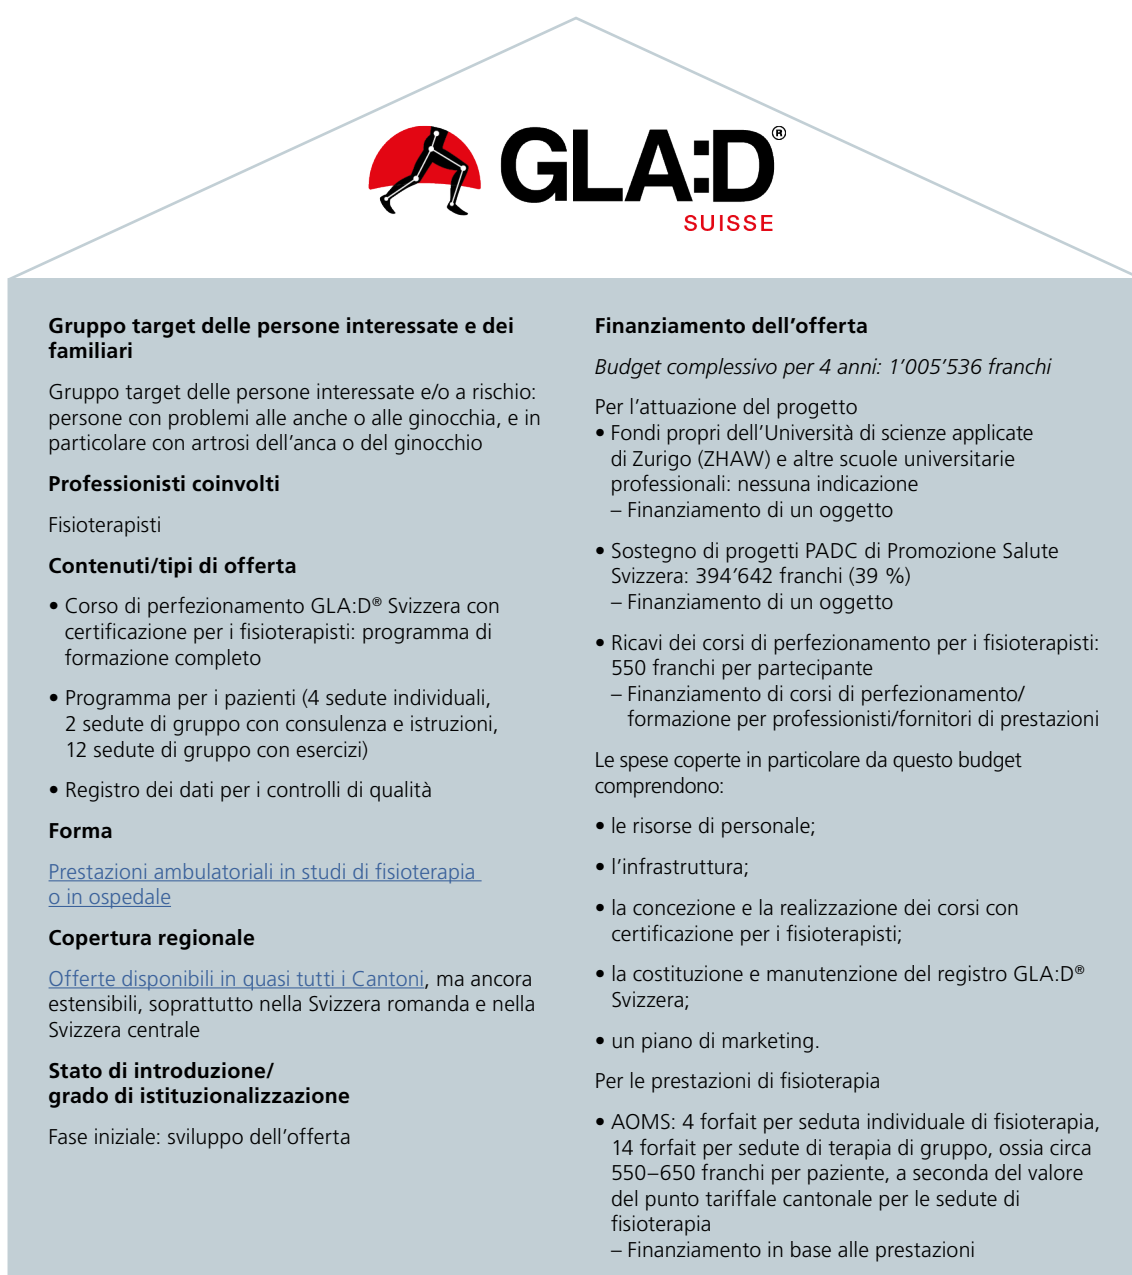 GLA:D®
SUISSE
Gruppo target delle persone interessate e dei
familiari
Gruppo target delle persone interessate e/o a rischio:
persone con problemi alle anche o alle ginocchia, e in
particolare con artrosi dell’anca o del ginocchio
Professionisti coinvolti
Fisioterapisti
Contenuti/tipi di offerta
• Corso di perfezionamento GLA:D® Svizzera con
certificazione per i fisioterapisti: programma di
formazione completo
• Programma per i pazienti (4 sedute individuali,
2 sedute di gruppo con consulenza e istruzioni,
12 sedute di gruppo con esercizi)
• Registro dei dati per i controlli di qualità
Forma
Prestazioni ambulatoriali in studi di fisioterapia
o in ospedale
Copertura regionale
Offerte disponibili in quasi tutti i Cantoni, ma ancora
estensibili, soprattutto nella Svizzera romanda e nella
Svizzera centrale
Stato di introduzione/
grado di istituzionalizzazione
Fase iniziale: sviluppo dell’offerta
Finanziamento dell’offerta
Budget complessivo per 4 anni: 1’005’536 franchi
Per l’attuazione del progetto
• Fondi propri dell’Università di scienze applicate
di Zurigo (ZHAW) e altre scuole universitarie
professionali: nessuna indicazione
– Finanziamento di un oggetto
• Sostegno di progetti PADC di Promozione Salute
Svizzera: 394’642 franchi (39 %)
– Finanziamento di un oggetto
• Ricavi dei corsi di perfezionamento per i fisioterapisti:
550 franchi per partecipante
– Finanziamento di corsi di perfezionamento/
formazione per professionisti/fornitori di prestazioni
Le spese coperte in particolare da questo budget
comprendono:
• le risorse di personale;
• l’infrastruttura;
• la concezione e la realizzazione dei corsi con
certificazione per i fisioterapisti;
• la costituzione e manutenzione del registro GLA:D®
Svizzera;
• un piano di marketing.
Per le prestazioni di fisioterapia
• AOMS: 4 forfait per seduta individuale di fisioterapia,
14 forfait per sedute di terapia di gruppo, ossia circa
550–650 franchi per paziente, a seconda del valore
del punto tariffale cantonale per le sedute di
fisioterapia
– Finanziamento in base alle prestazioni